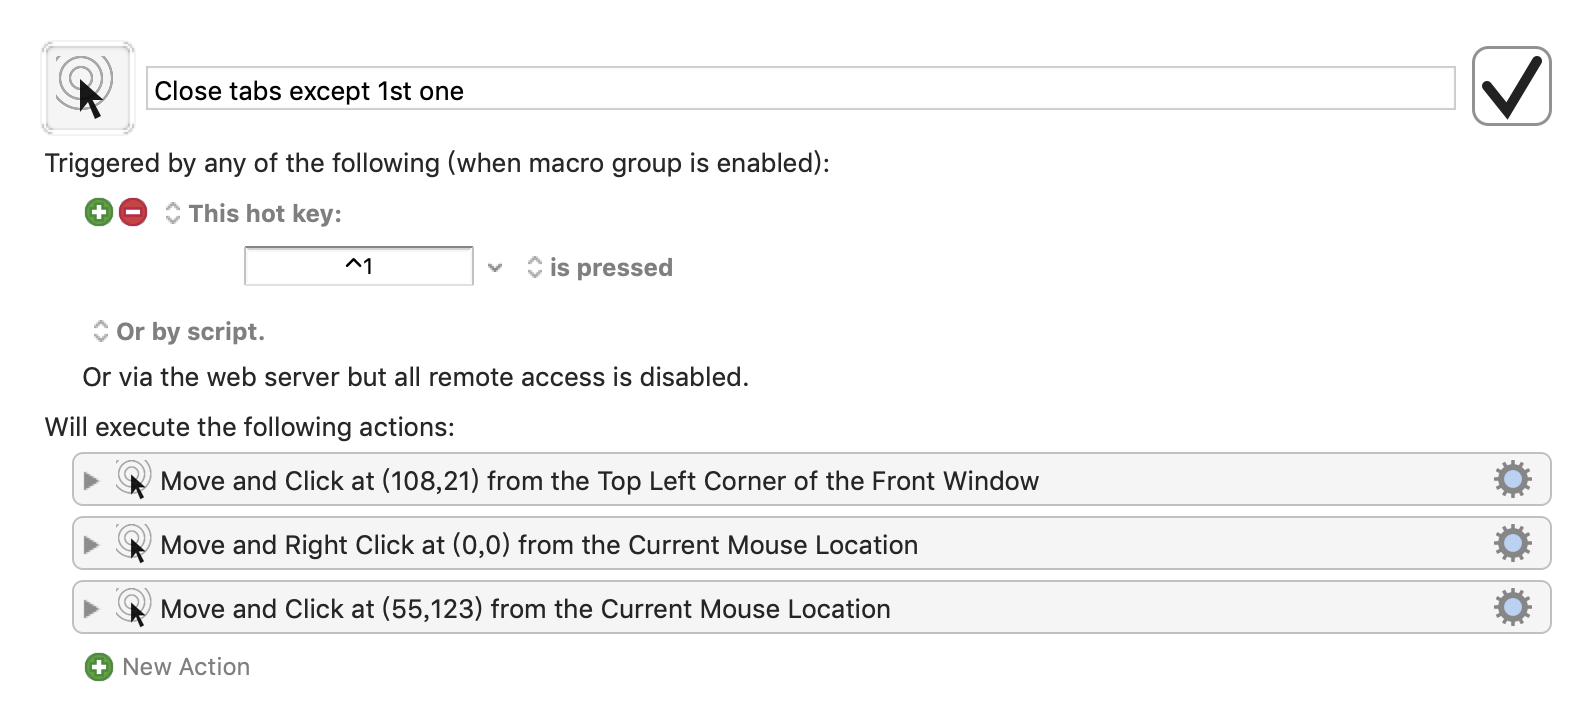 Close tabs except 1st one
Triggered by any of the following (when macro group is enabled):
This hot key:
^1
is pressed
Or by script.
Or via the web server but all remote access is disabled.
Will execute the following actions:
Move and Click at (108,21) from the Top Left Corner of the Front Window
Move and Right Click at (0,0) from the Current Mouse Location
Move and Click at (55,123) from the Current Mouse Location
New Action